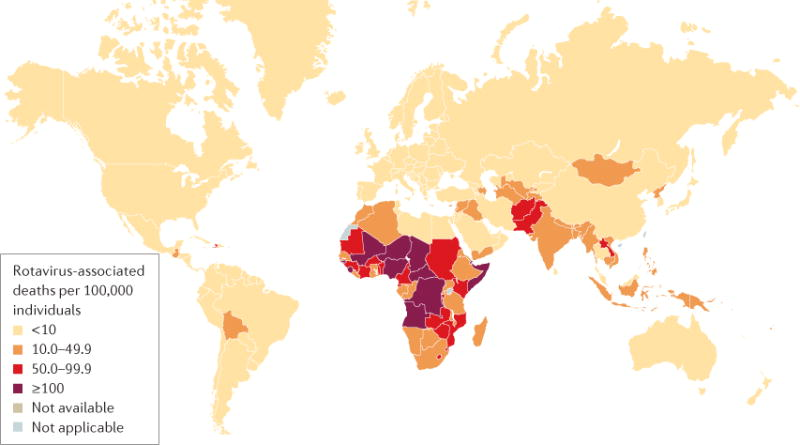 Rotavirus-associated
deaths per 100,000
individuals
<10
10.0–49.9
50.0–99.9
≥100
Not available
Not applicable